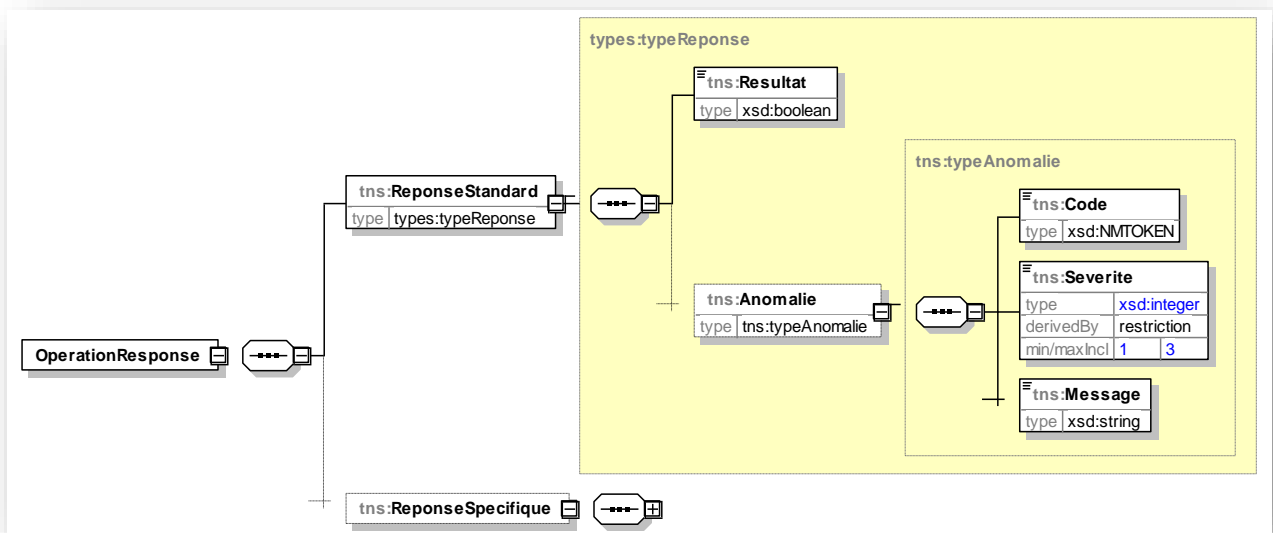 types:typeReponse
tns:Resultat
type xsd:boolean
tns:typeAnomalie
tns:ReponseStandard
type types:typeReponse
tns:Code
type xsd:NMTOKEN
tns:Severite
type xsd:integer
derivedBy restriction
min/maxIncl 1 3
tns:Anomalie
type tns:typeAnomalie
OperationResponse
tns:Message
type xsd:string
tns:ReponseSpecifique